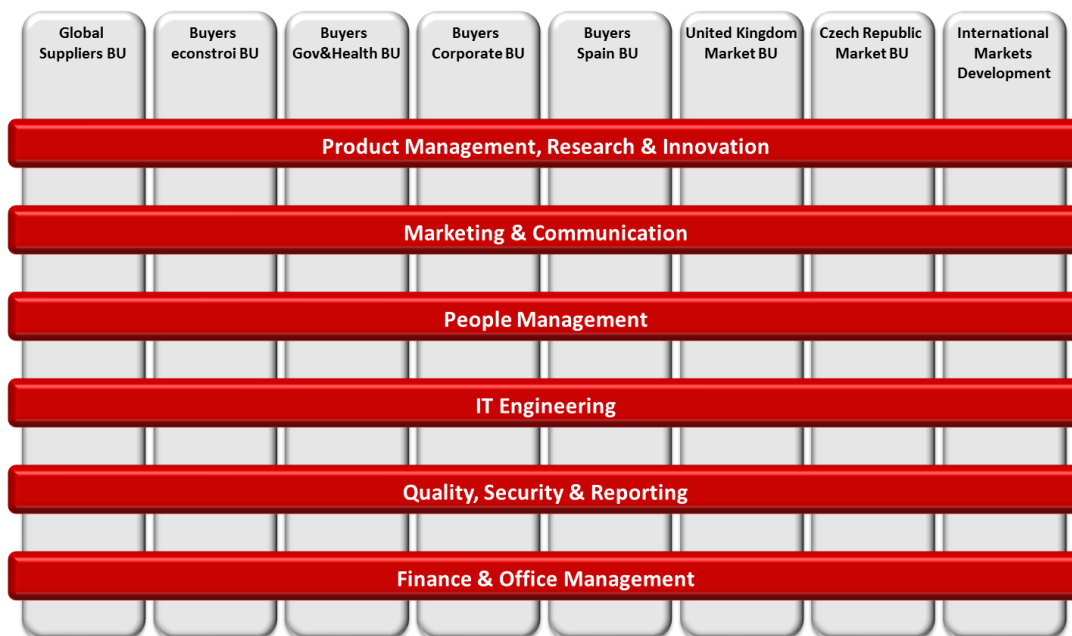 Global
Suppliers BU
Buyers
econstroi BU
Buyers
Gov&Health BU
Buyers
Corporate BU
Buyers
Spain BU
United Kingdom
Market BU
Czech Republic
Market BU
International
Markets
Development
Product Management, Research & Innovation
Marketing & Communication
People Management
IT Engineering
Quality, Security & Reporting
Finance & Office Management